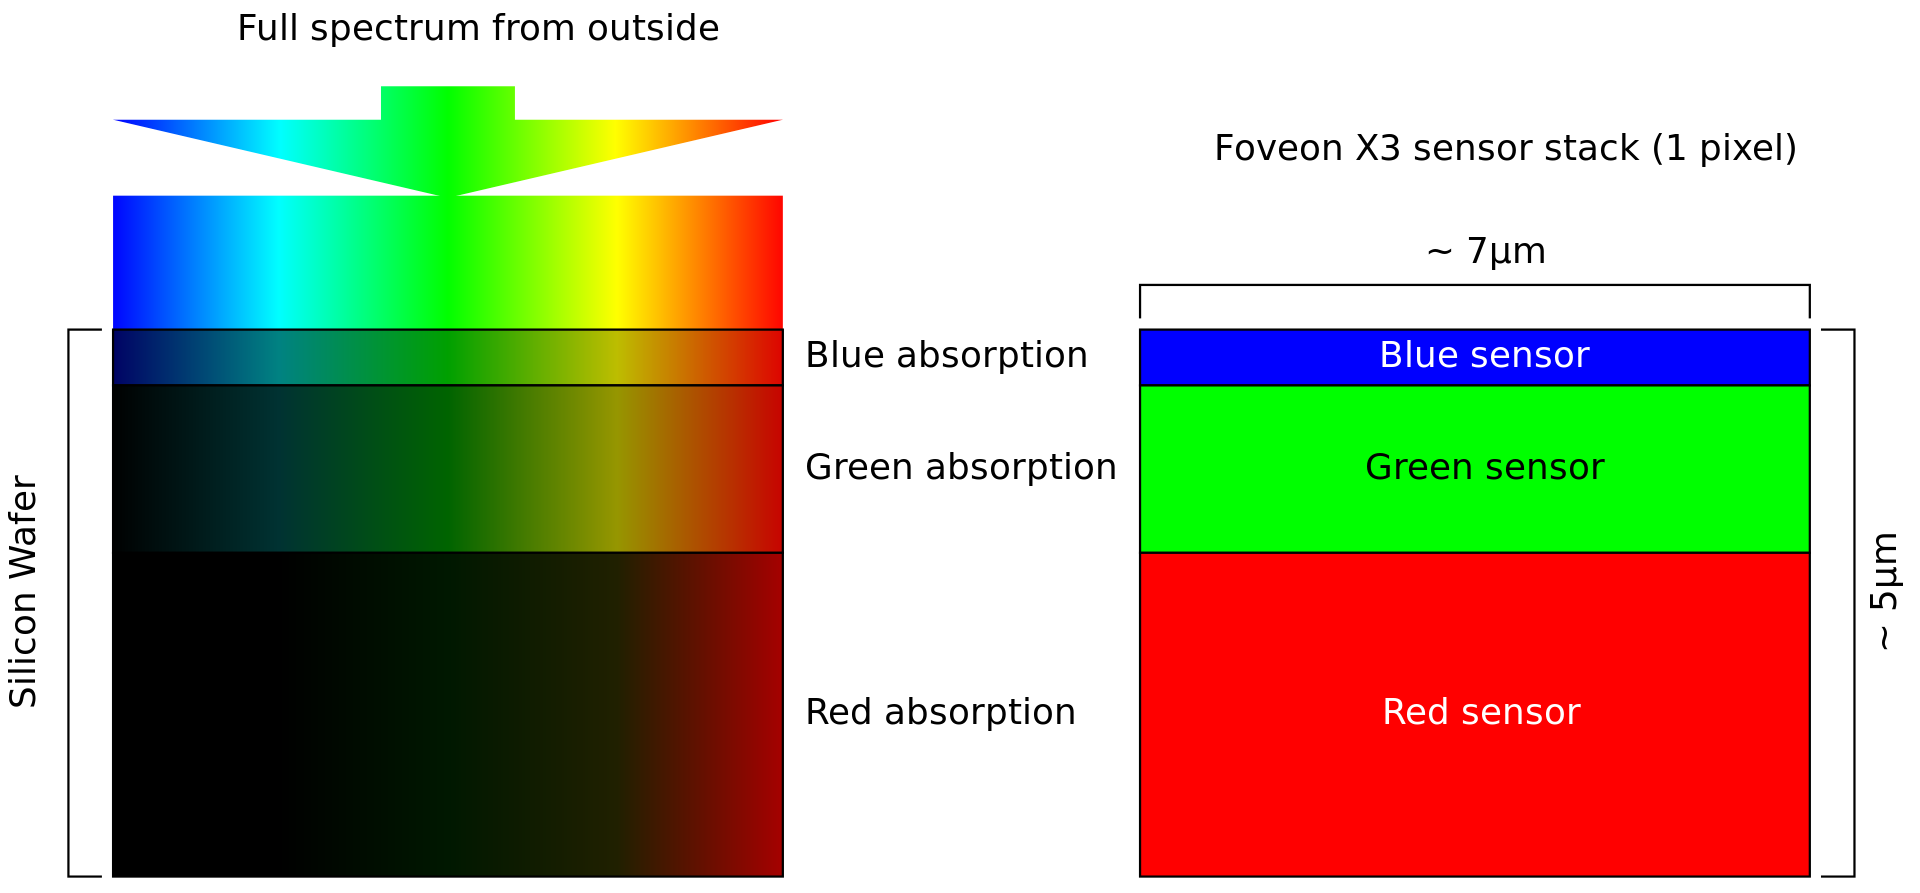 Full spectrum from outside
Foveon X3 sensor stack (1 pixel)
~ 7µm
Blue absorption
Blue sensor
Green absorption
Green sensor
Silicon Wafer
~ 5µm
Red absorption
Red sensor